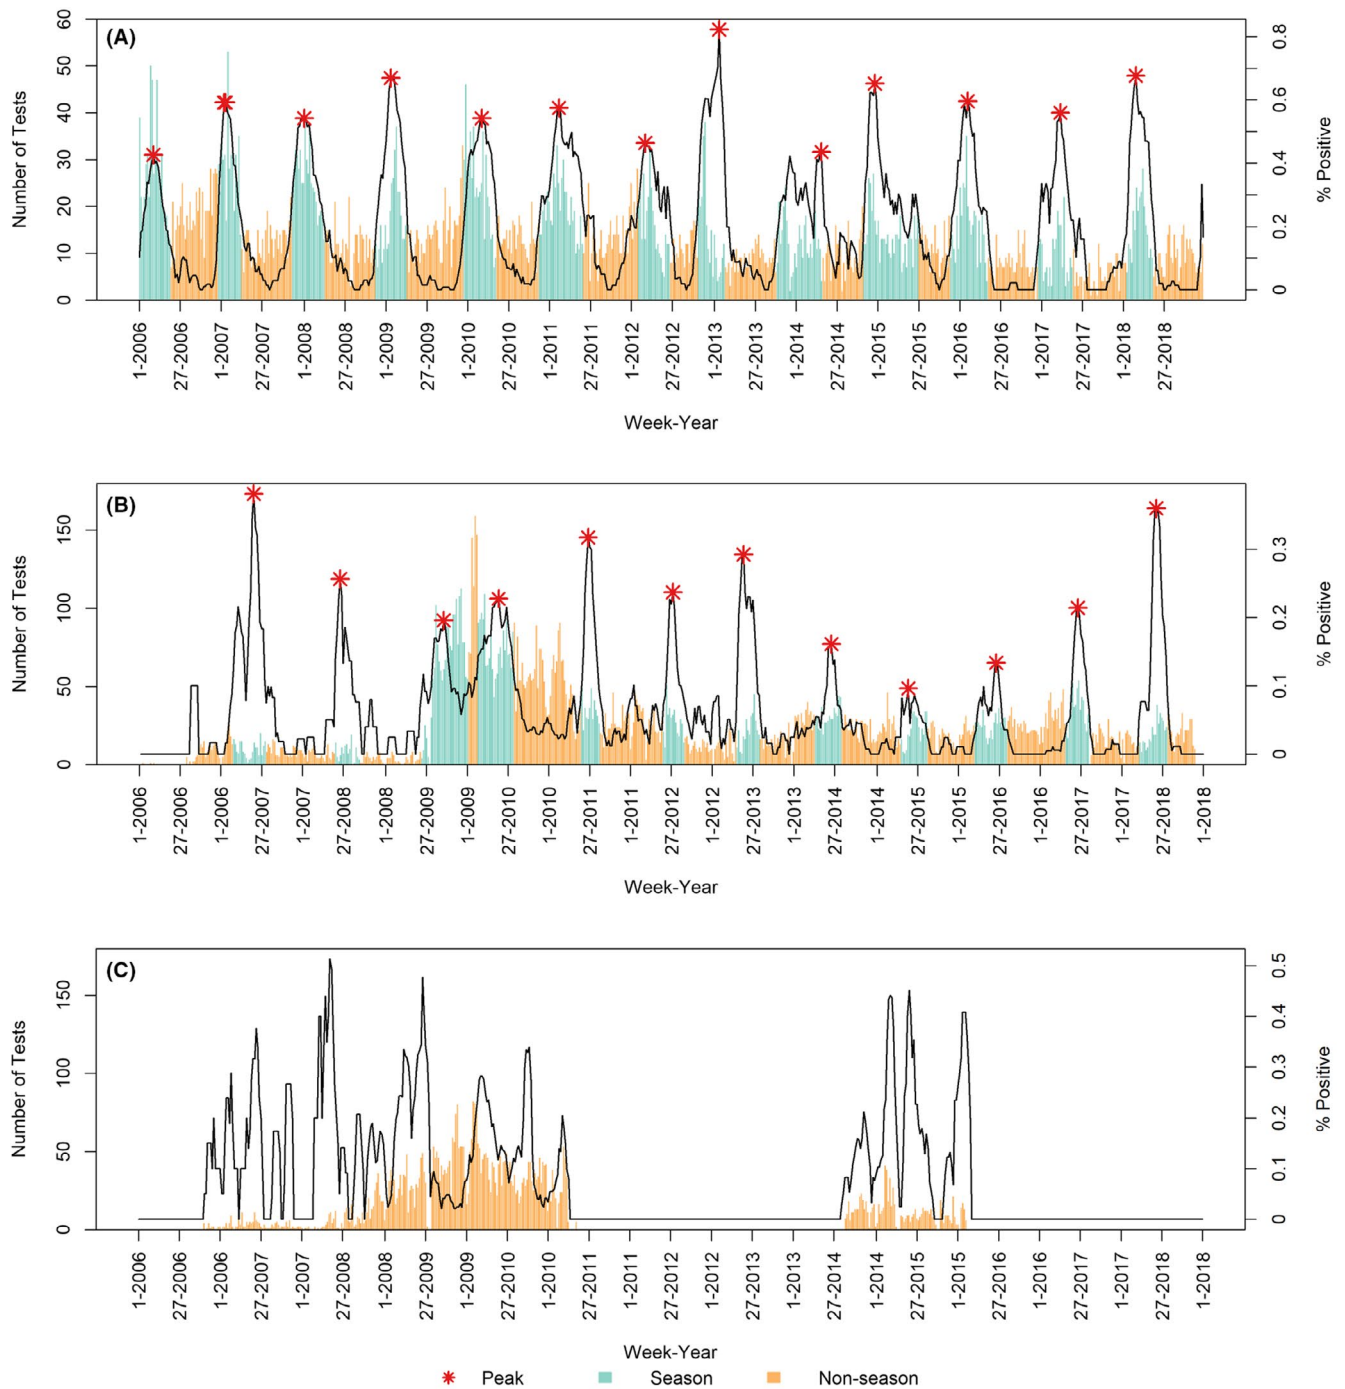 (A)
Number of Tests
60
50
40
30
20
10
0
% Positive
0.8
0.6
0.4
0.2
0
1-2006 27-2006 1-2007 27-2007 1-2008 27-2008 1-2009 27-2009 1-2010 27-2010 1-2011 27-2011 1-2012 27-2012 1-2013 27-2013 1-2014 27-2014 1-2015 27-2015 1-2016 27-2016 1-2017 27-2017 1-2018 27-2018
Week-Year
(B)
Number of Tests
150
100
50
0
% Positive
0.3
0.2
0.1
0
1-2006 27-2006 1-2006 27-2007 1-2007 27-2008 1-2008 27-2009 1-2009 27-2010 1-2010 27-2011 1-2011 27-2012 1-2012 27-2013 1-2013 27-2014 1-2014 27-2015 1-2015 27-2016 1-2016 27-2017 1-2017 27-2018 1-2018
Week-Year
(C)
Number of Tests
150
100
50
0
% Positive
0.5
0.4
0.3
0.2
0.1
0
1-2006 27-2006 1-2006 27-2007 1-2007 27-2008 1-2008 27-2009 1-2009 27-2010 1-2010 27-2011 1-2011 27-2012 1-2012 27-2013 1-2013 27-2014 1-2014 27-2015 1-2015 27-2016 1-2016 27-2017 1-2017 27-2018 1-2018
Week-Year
Peak Season Non-season